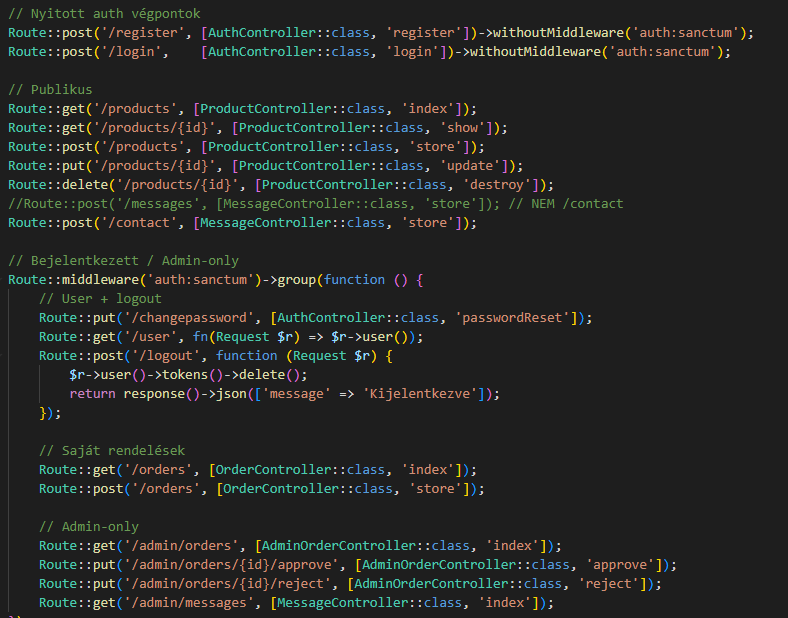 // Nyitott auth végpontok
Route::post('/register', [AuthController::class, 'register'])->withoutMiddleware('auth:sanctum');
Route::post('/login',    [AuthController::class, 'login'])->withoutMiddleware('auth:sanctum');

// Publikus
Route::get('/products', [ProductController::class, 'index']);
Route::get('/products/{id}', [ProductController::class, 'show']);
Route::post('/products', [ProductController::class, 'store']);
Route::put('/products/{id}', [ProductController::class, 'update']);
Route::delete('/products/{id}', [ProductController::class, 'destroy']);
//Route::post('/messages', [MessageController::class, 'store']); // NEM /contact
Route::post('/contact', [MessageController::class, 'store']);

// Bejelentkezett / Admin-only
Route::middleware('auth:sanctum')->group(function () {
    // User + logout
    Route::put('/changepassword', [AuthController::class, 'passwordReset']);
    Route::get('/user', fn(Request $r) => $r->user());
    Route::post('/logout', function (Request $r) {
        $r->user()->tokens()->delete();
        return response()->json(['message' => 'Kijelentkezve']);
    });

    // Saját rendelések
    Route::get('/orders', [OrderController::class, 'index']);
    Route::post('/orders', [OrderController::class, 'store']);

    // Admin-only
    Route::get('/admin/orders', [AdminOrderController::class, 'index']);
    Route::put('/admin/orders/{id}/approve', [AdminOrderController::class, 'approve']);
    Route::put('/admin/orders/{id}/reject', [AdminOrderController::class, 'reject']);
    Route::get('/admin/messages', [MessageController::class, 'index']);